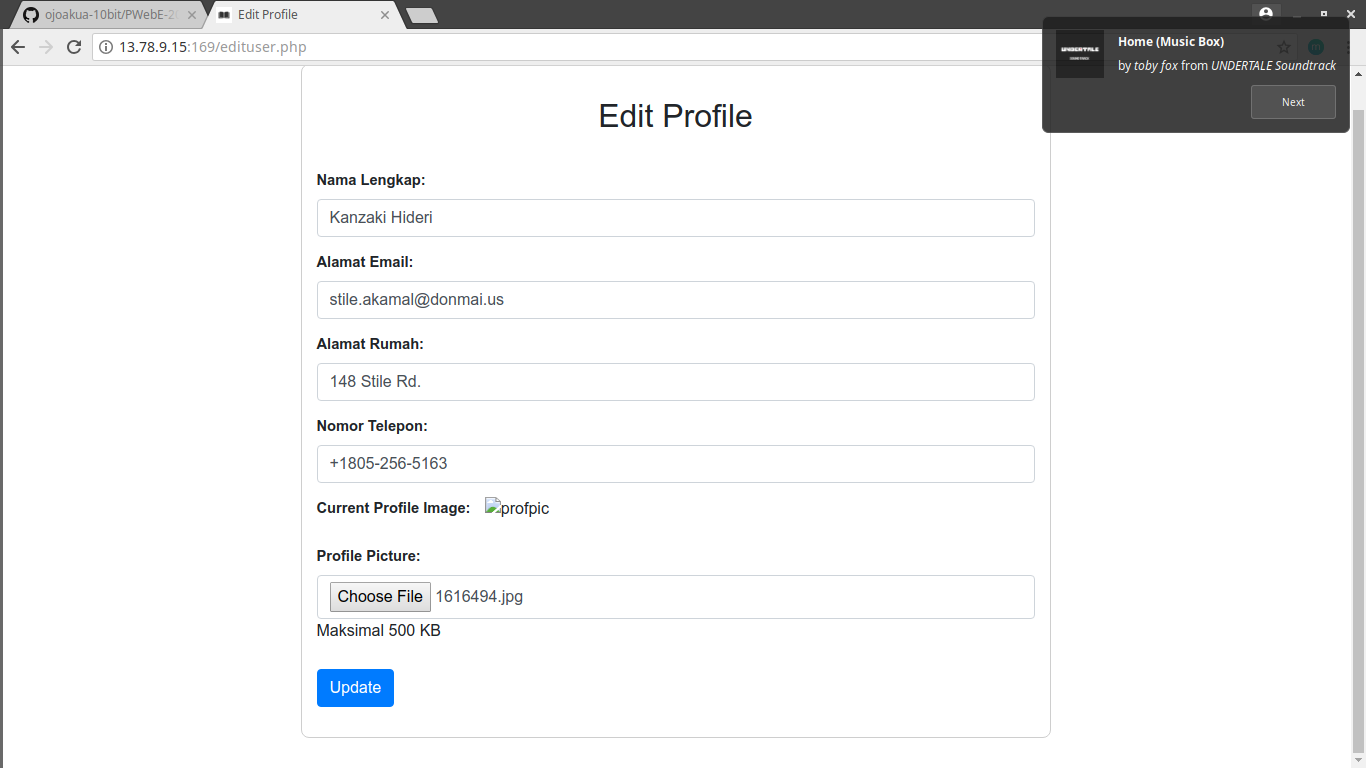 ojoakua-10bit/PWebE-20
Edit Profile
13.78.9.15:169/edituser.php
m
UNDERTALE
Home (Music Box)
by toby fox from UNDERTALE Soundtrack
Next
Edit Profile
Nama Lengkap:
Kanzaki Hideri
Alamat Email:
stile.akamal@donmai.us
Alamat Rumah:
148 Stile Rd.
Nomor Telepon:
+1805-256-5163
Current Profile Image: profpic
Profile Picture:
Choose File 1616494.jpg
Maksimal 500 KB
Update